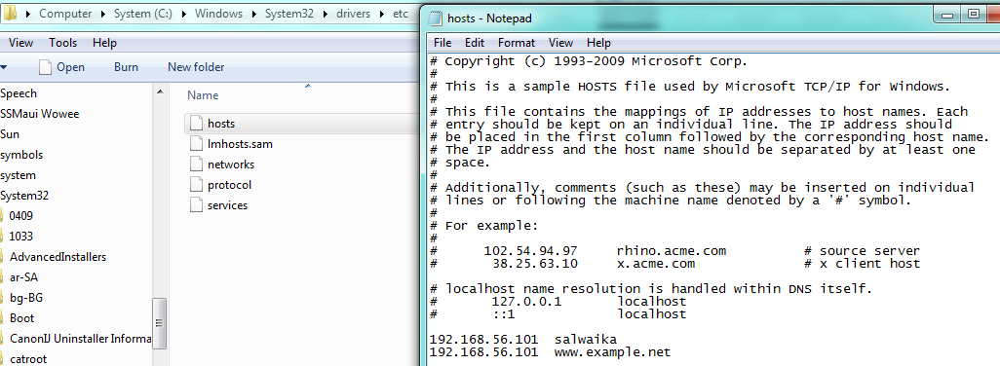 Computer ▸ System (C:) ▸ Windows ▸ System32 ▸ drivers ▸ etc
View Tools Help
Open Burn New folder
Speech
SSMaui Wowee
Sun
symbols
system
System32
0409
1033
AdvancedInstallers
ar-SA
bg-BG
Boot
CanonIJ Uninstaller Informa
catroot
Name
hosts
lmhosts.sam
networks
protocol
services
hosts - Notepad
File Edit Format View Help
# Copyright (c) 1993-2009 Microsoft Corp.
#
# This is a sample HOSTS file used by Microsoft TCP/IP for Windows.
#
# This file contains the mappings of IP addresses to host names. Each
# entry should be kept on an individual line. The IP address should
# be placed in the first column followed by the corresponding host name.
# The IP address and the host name should be separated by at least one
# space.
#
# Additionally, comments (such as these) may be inserted on individual
# lines or following the machine name denoted by a '#' symbol.
#
# For example:
#
#      102.54.94.97     rhino.acme.com          # source server
#       38.25.63.10     x.acme.com              # x client host

# localhost name resolution is handled within DNS itself.
#       127.0.0.1       localhost
#       ::1             localhost

192.168.56.101  salwaika
192.168.56.101  www.example.net